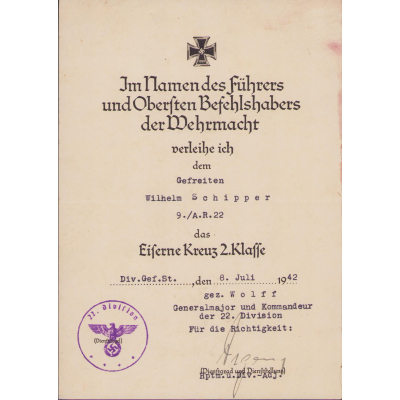 Im Namen des Führers
und Obersten Befehlshabers
der Wehrmacht
verleihe ich
dem
Gefreiten
Wilhelm Schipper
9./A.R.22
das
Eiserne Kreuz 2. Klasse
Div.Gef.St. , den 8. Juli 1942
gez. Wolff
Generalmajor und Kommandeur
der 22. Division
Für die Richtigkeit:
22. Division
(Dienstsiegel)
(Dienstgrad und Dienststellung)
Hptm.u.Div.-Adj.